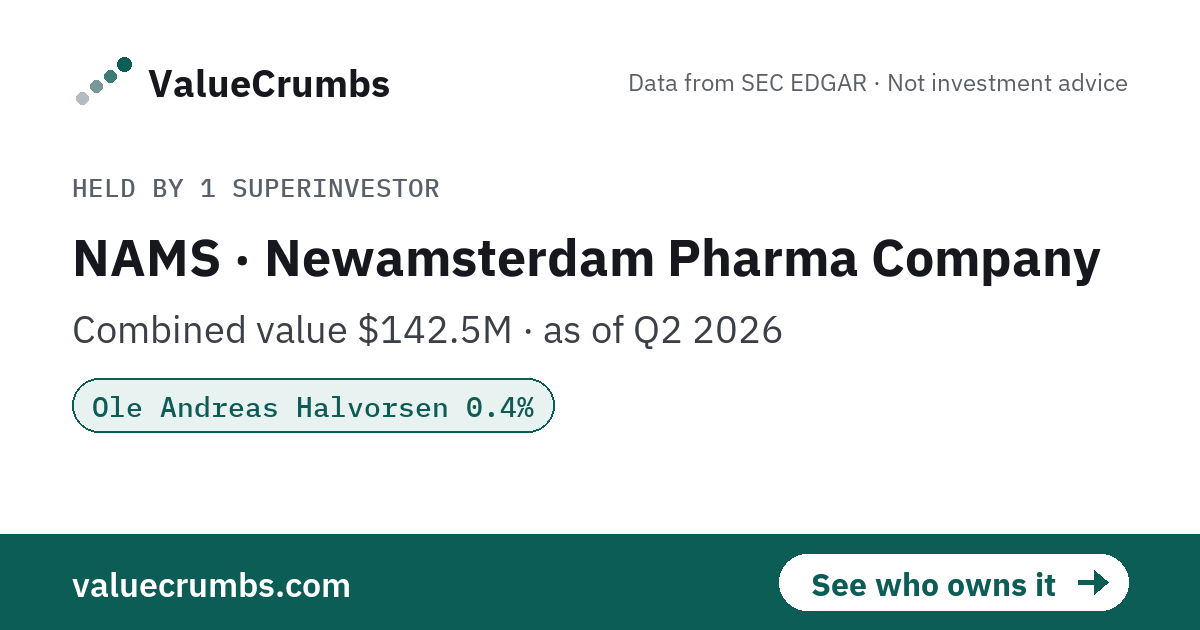 ValueCrumbs
Data from SEC EDGAR · Not investment advice
HELD BY 1 SUPERINVESTOR
NAMS · Newamsterdam Pharma Company
Combined value $142.5M · as of Q2 2026
Ole Andreas Halvorsen 0.4%
valuecrumbs.com
See who owns it →